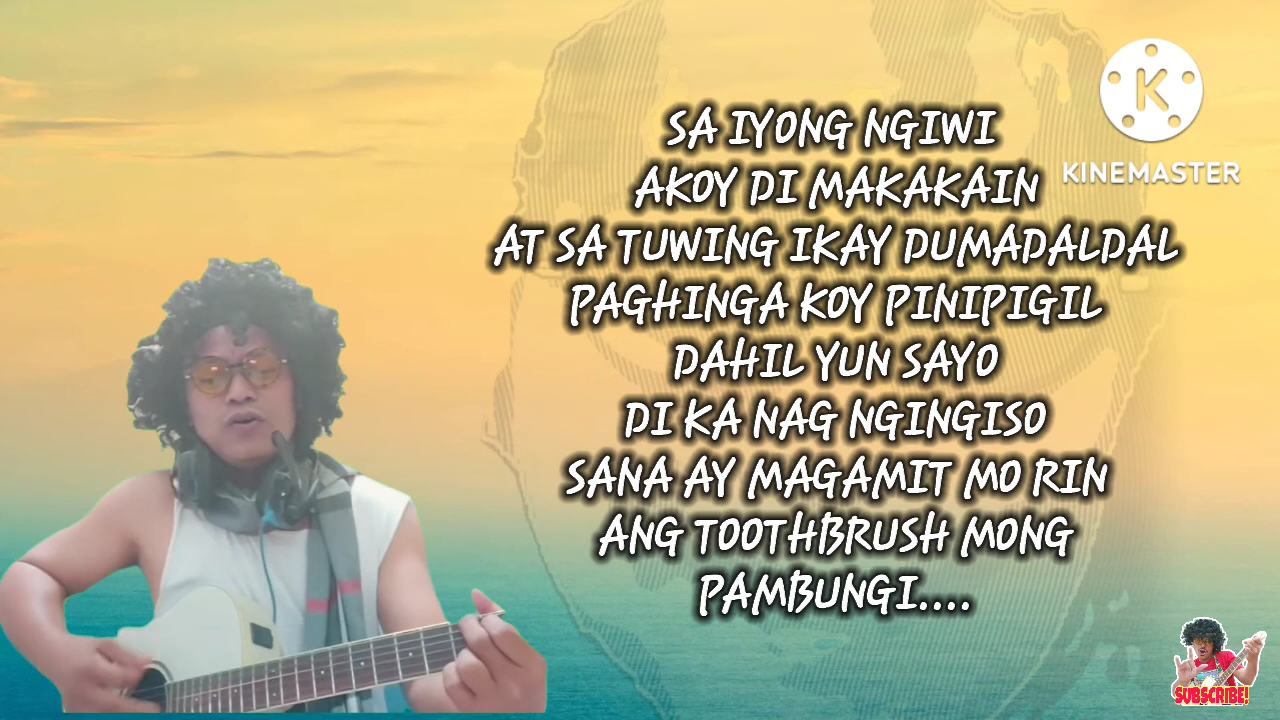 SA IYONG NGIWI
AKOY DI MAKAKAIN
AT SA TUWING IKAY DUMADALDAL
PAGHINGA KOY PINIPIGIL
DAHIL YUN SAYO
DI KA NAG NGINGISO
SANA AY MAGAMIT MO RIN
ANG TOOTHBRUSH MONG
PAMBUNGI....
K
KINEMASTER
SUBSCRIBE!